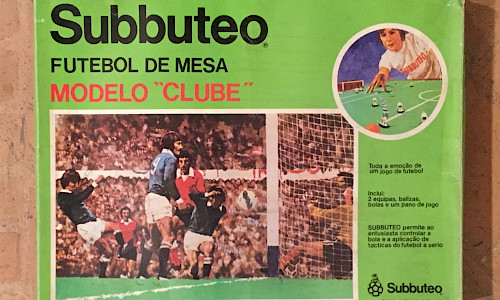 Subbuteo®
FUTEBOL DE MESA
MODELO "CLUBE"
SUBBUTEO
Toda a emoção de
um jogo de futebol
Inclui:
2 equipas, balizas,
bolas e um pano de jogo
SUBBUTEO permite ao
entusiasta controlar a
bola e a aplicação de
tácticas do futebol a sério
Subbuteo